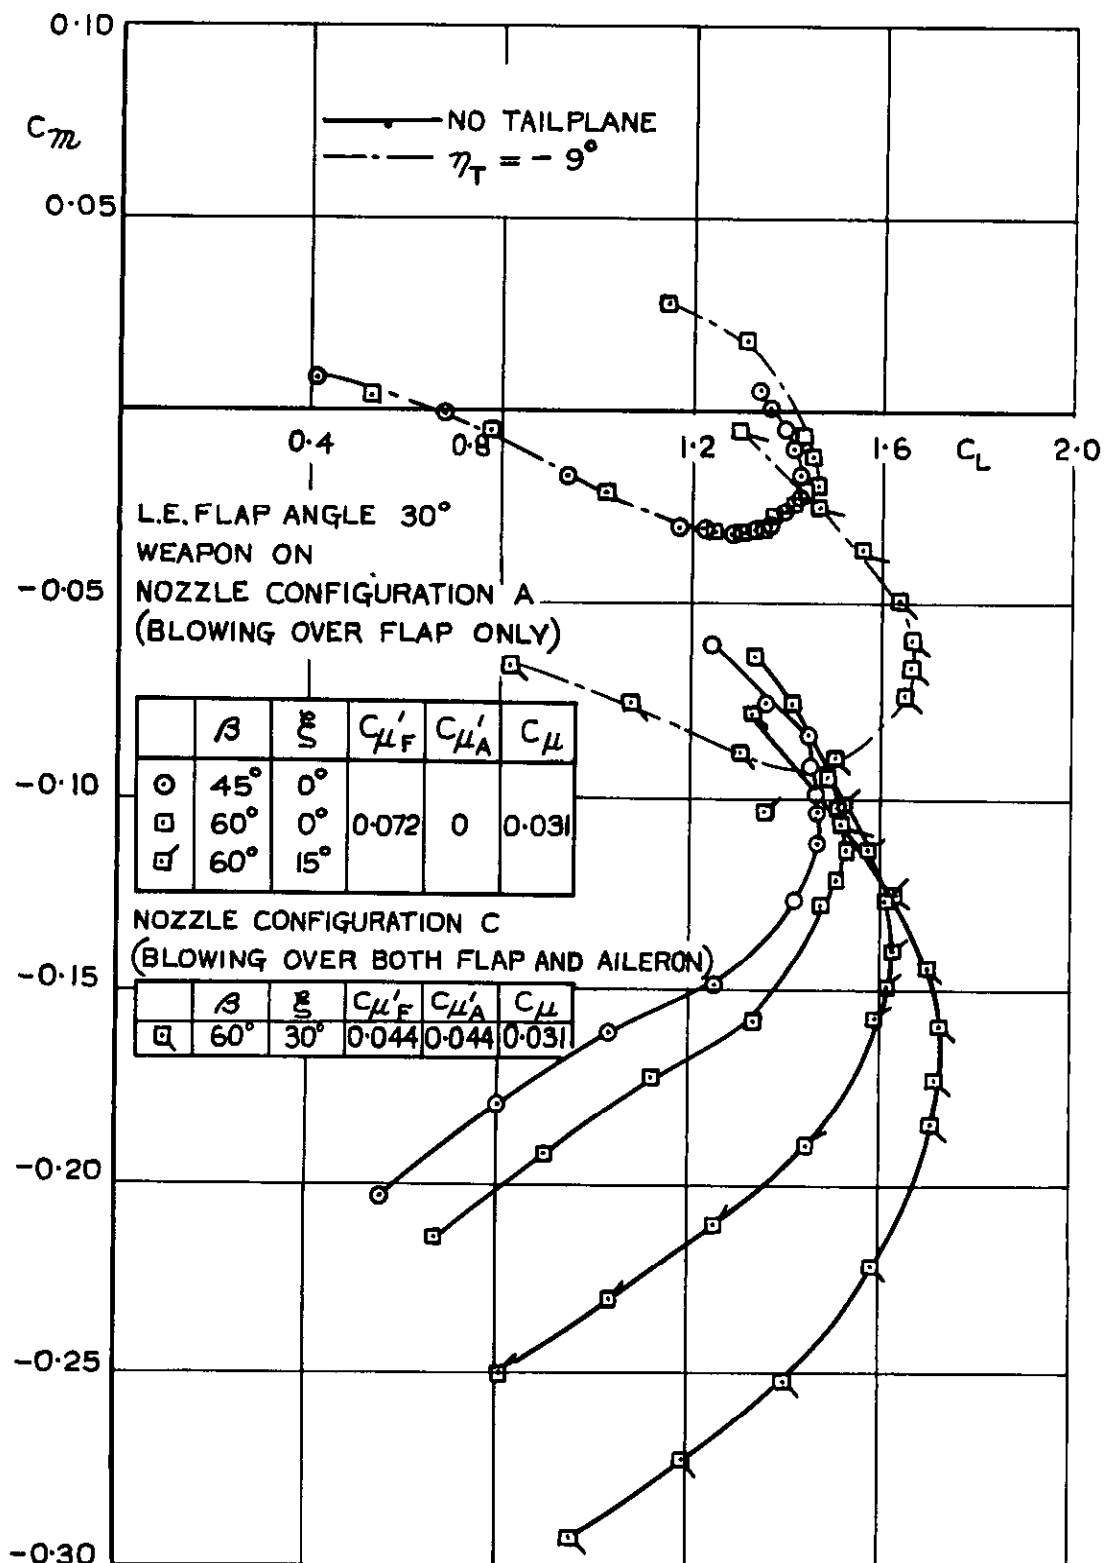 0·10
C_m
NO TAILPLANE
η_T = - 9°
0·05
0·4 0·8 1·2 1·6 C_L 2·0
L.E. FLAP ANGLE 30°
WEAPON ON
-0·05 NOZZLE CONFIGURATION A
(BLOWING OVER FLAP ONLY)
β ξ C_μ'_F C_μ'_A C_μ
45° 0°
60° 0° 0·072 0 0·031
60° 15°
-0·10
NOZZLE CONFIGURATION C
(BLOWING OVER BOTH FLAP AND AILERON)
-0·15
β ξ C_μ'_F C_μ'_A C_μ
60° 30° 0·044 0·044 0·031
-0·20
-0·25
-0·30